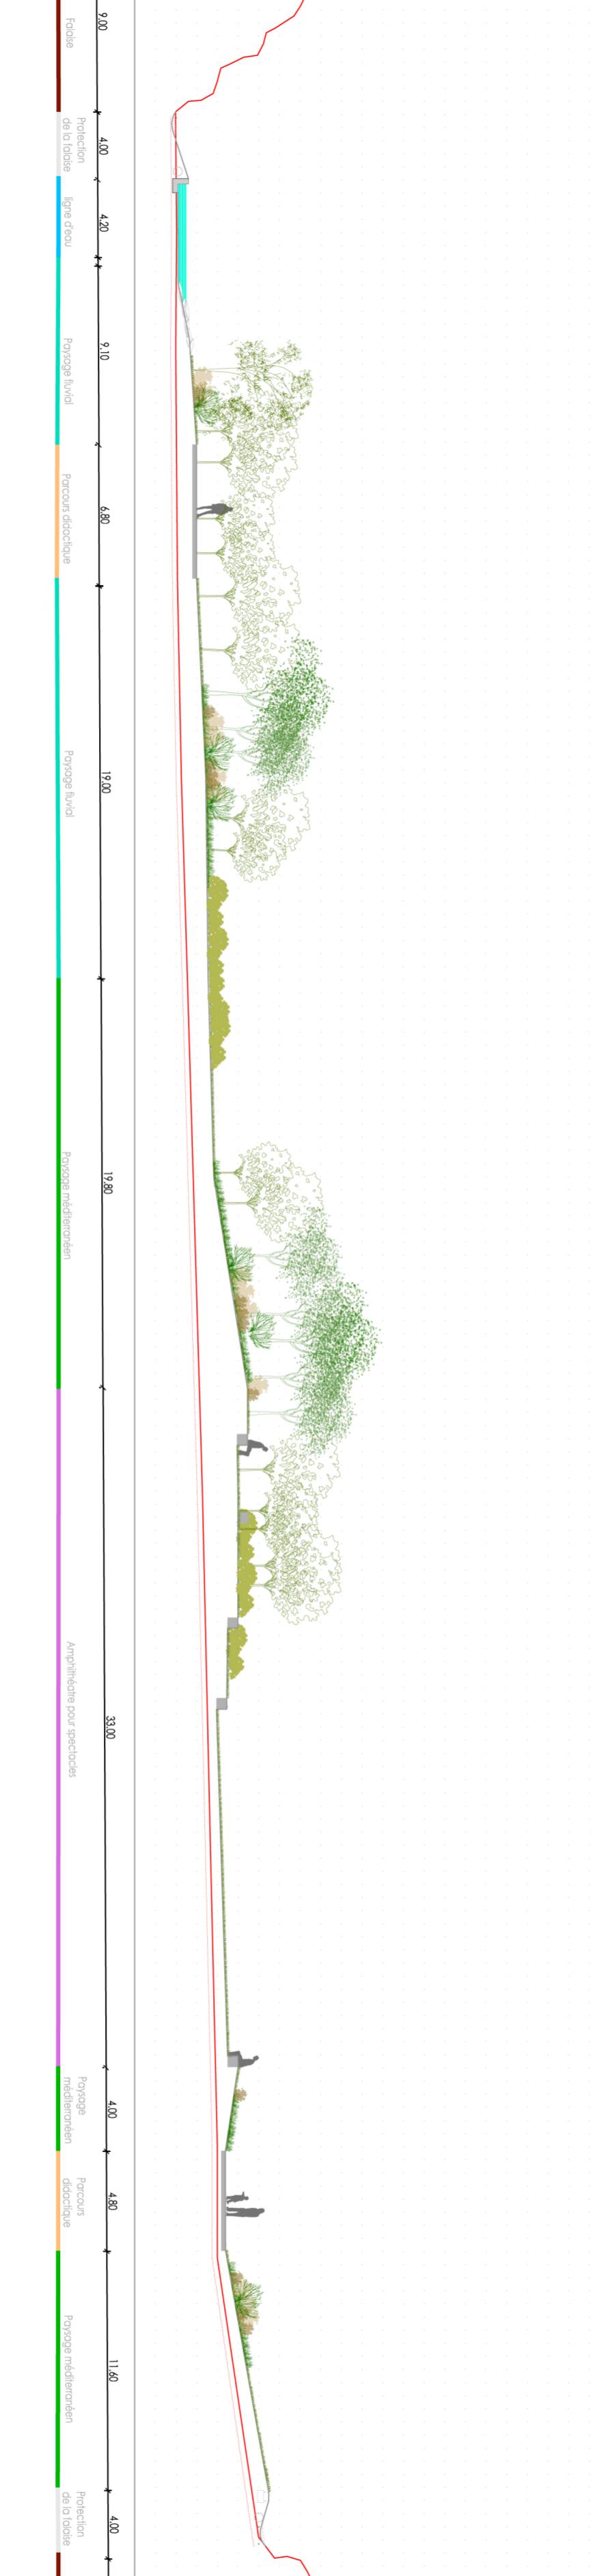 9.00
Falaise
4.00
Protection
de la falaise
4.20
ligne d'eau
9.10
Paysage fluvial
6.80
Parcours didactique
19.00
Paysage fluvial
19.80
Paysage méditerranéen
33.00
Amphithéatre pour spectacles
4.00
Paysage
méditerranéen
4.80
Parcours
didactique
11.60
Paysage méditerranéen
4.00
Protection
de la falaise